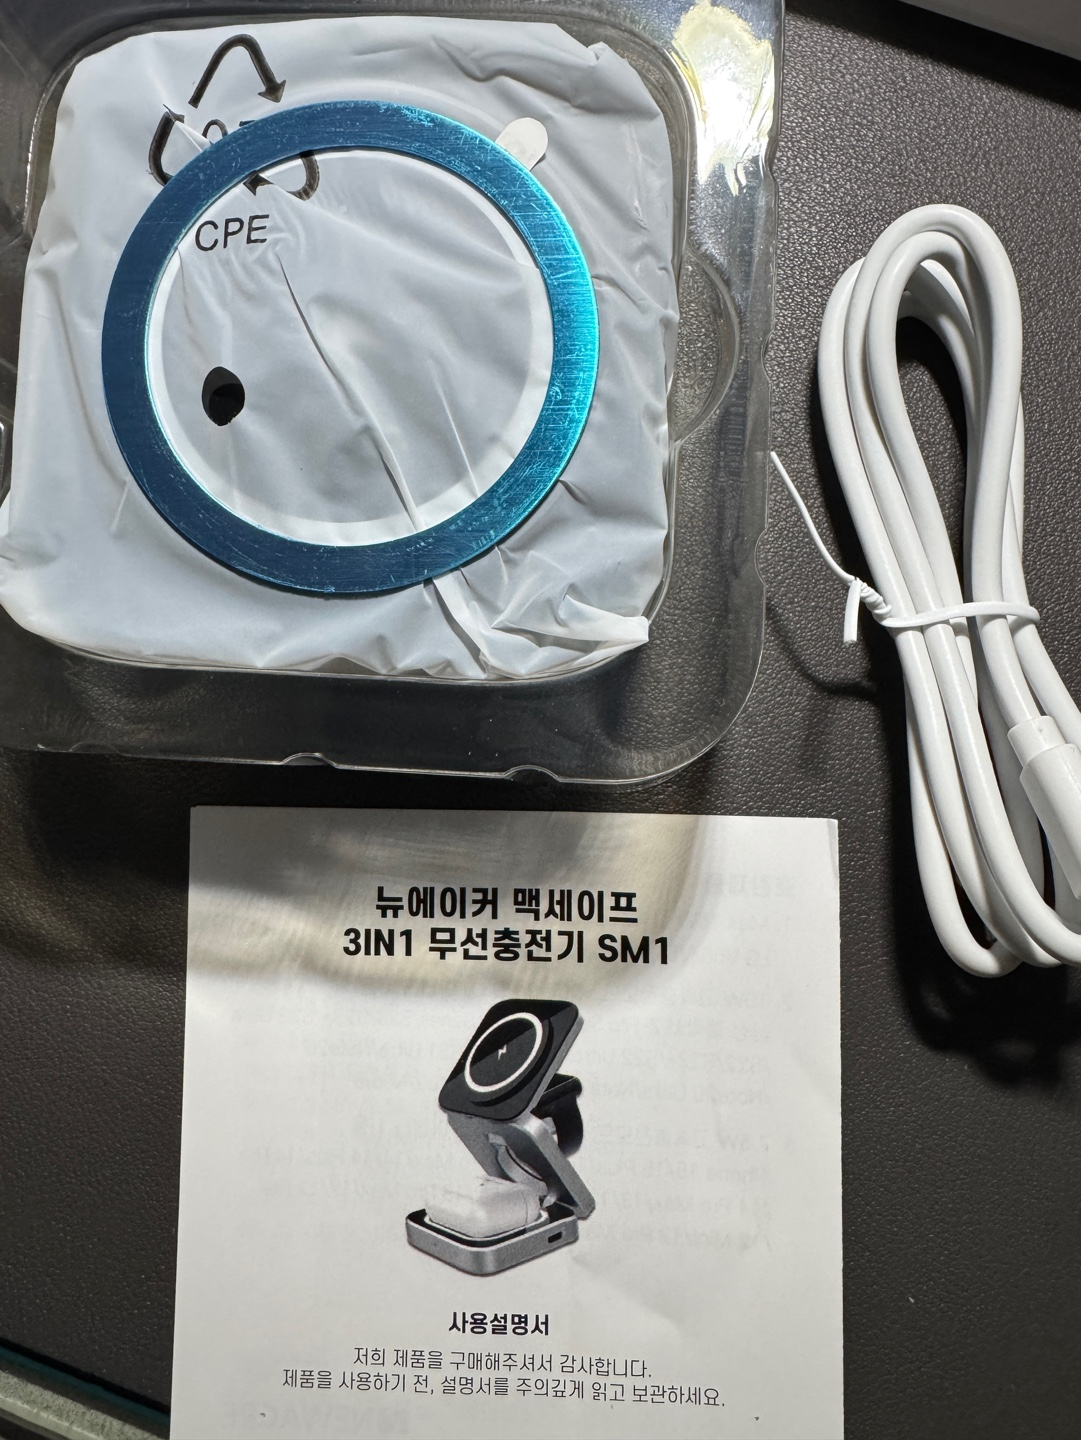 CPE
뉴에이커 맥세이프
3IN1 무선충전기 SM1
사용설명서
저희 제품을 구매해주셔서 감사합니다.
제품을 사용하기 전, 설명서를 주의깊게 읽고 보관하세요.